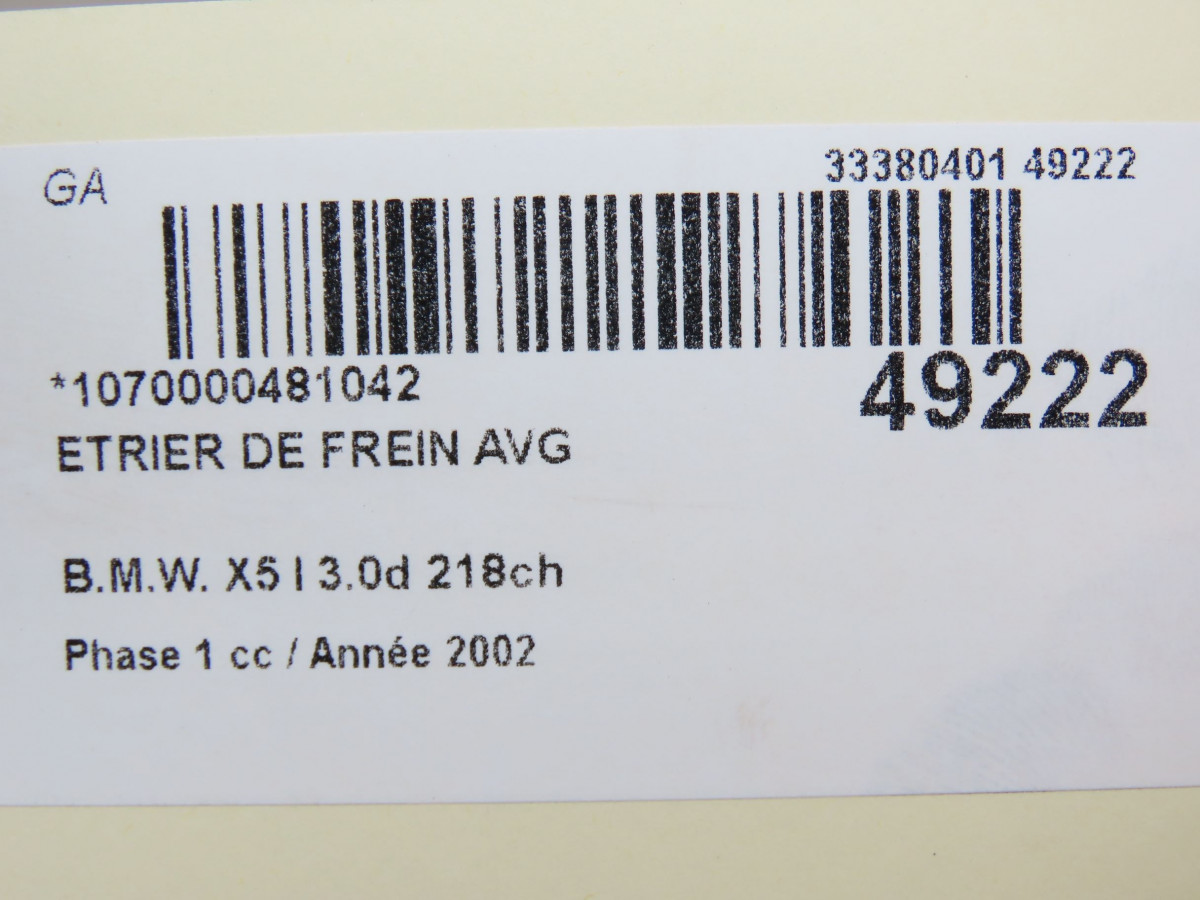 GA
33380401 49222
*1070000481042
49222
ETRIER DE FREIN AVG
B.M.W. X5 I 3.0d 218ch
Phase 1 cc / Année 2002